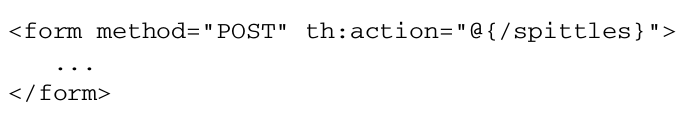 <form method="POST" th:action="@{/spittles}">
   ...
</form>